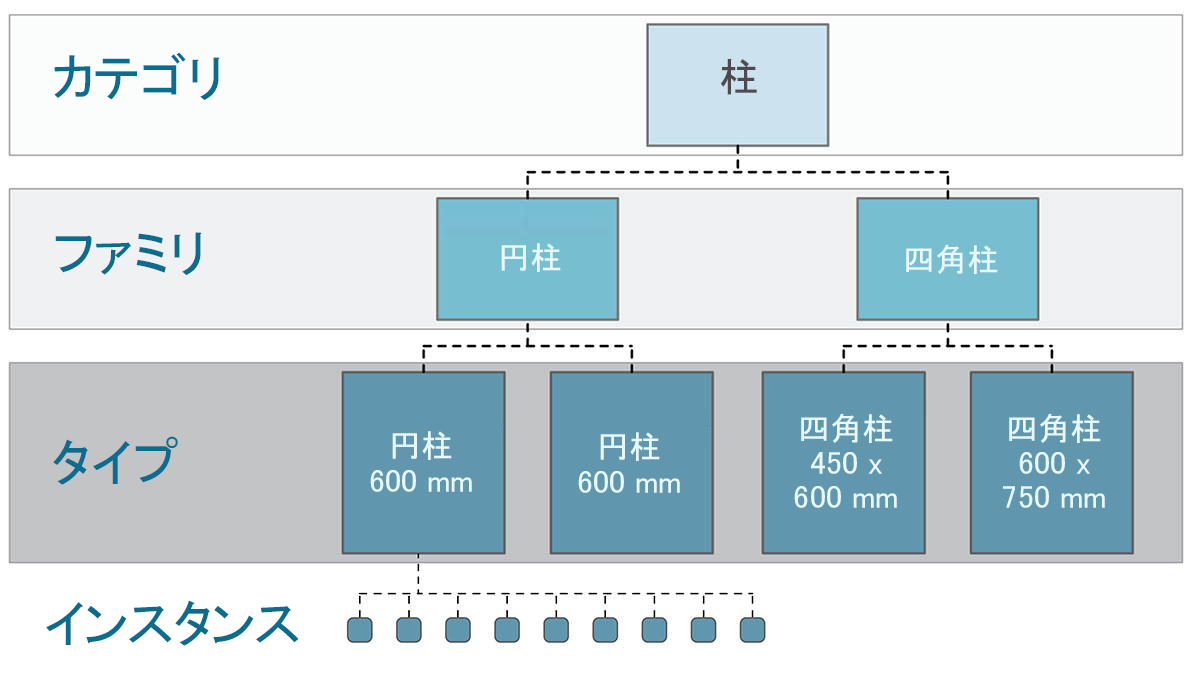 カテゴリ
柱
ファミリ
円柱
四角柱
タイプ
円柱
600 mm
円柱
600 mm
四角柱
450 x
600 mm
四角柱
600 x
750 mm
インスタンス